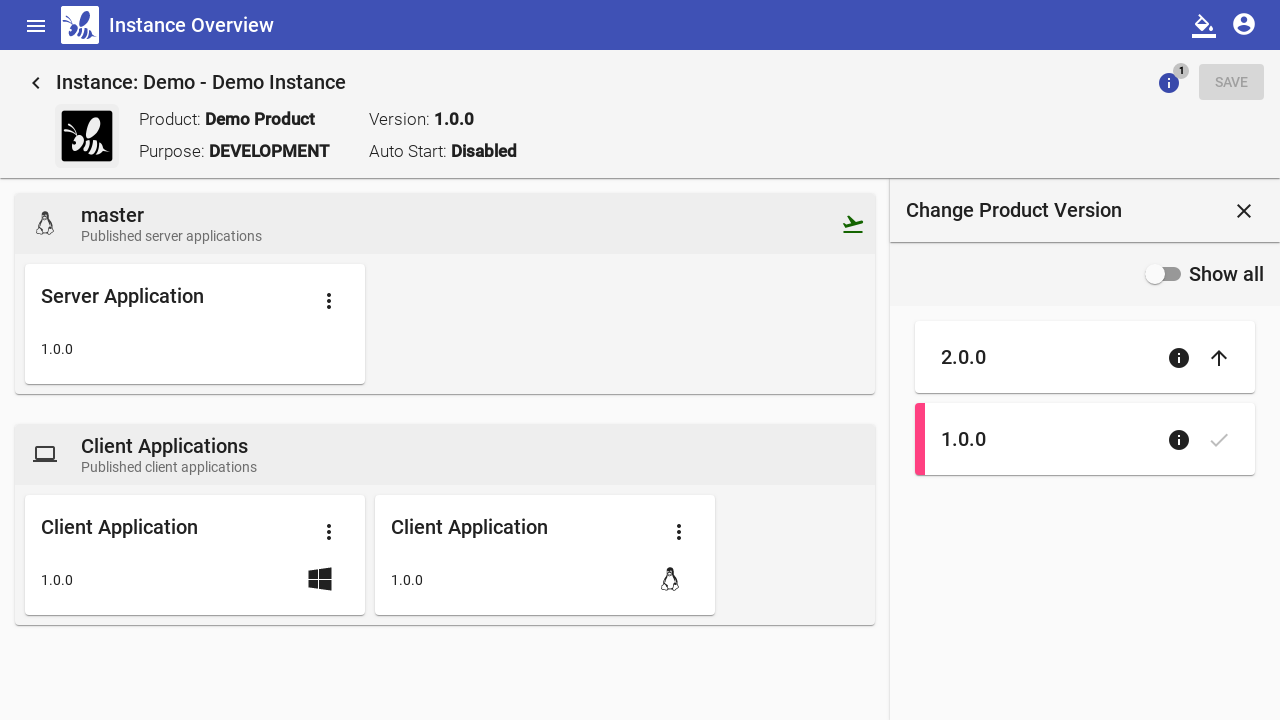 Instance Overview
Instance: Demo - Demo Instance
1
SAVE
Product: Demo Product
Version: 1.0.0
Purpose: DEVELOPMENT
Auto Start: Disabled
master
Published server applications
Server Application
1.0.0
Client Applications
Published client applications
Client Application
1.0.0
Client Application
1.0.0
Change Product Version
Show all
2.0.0
1.0.0